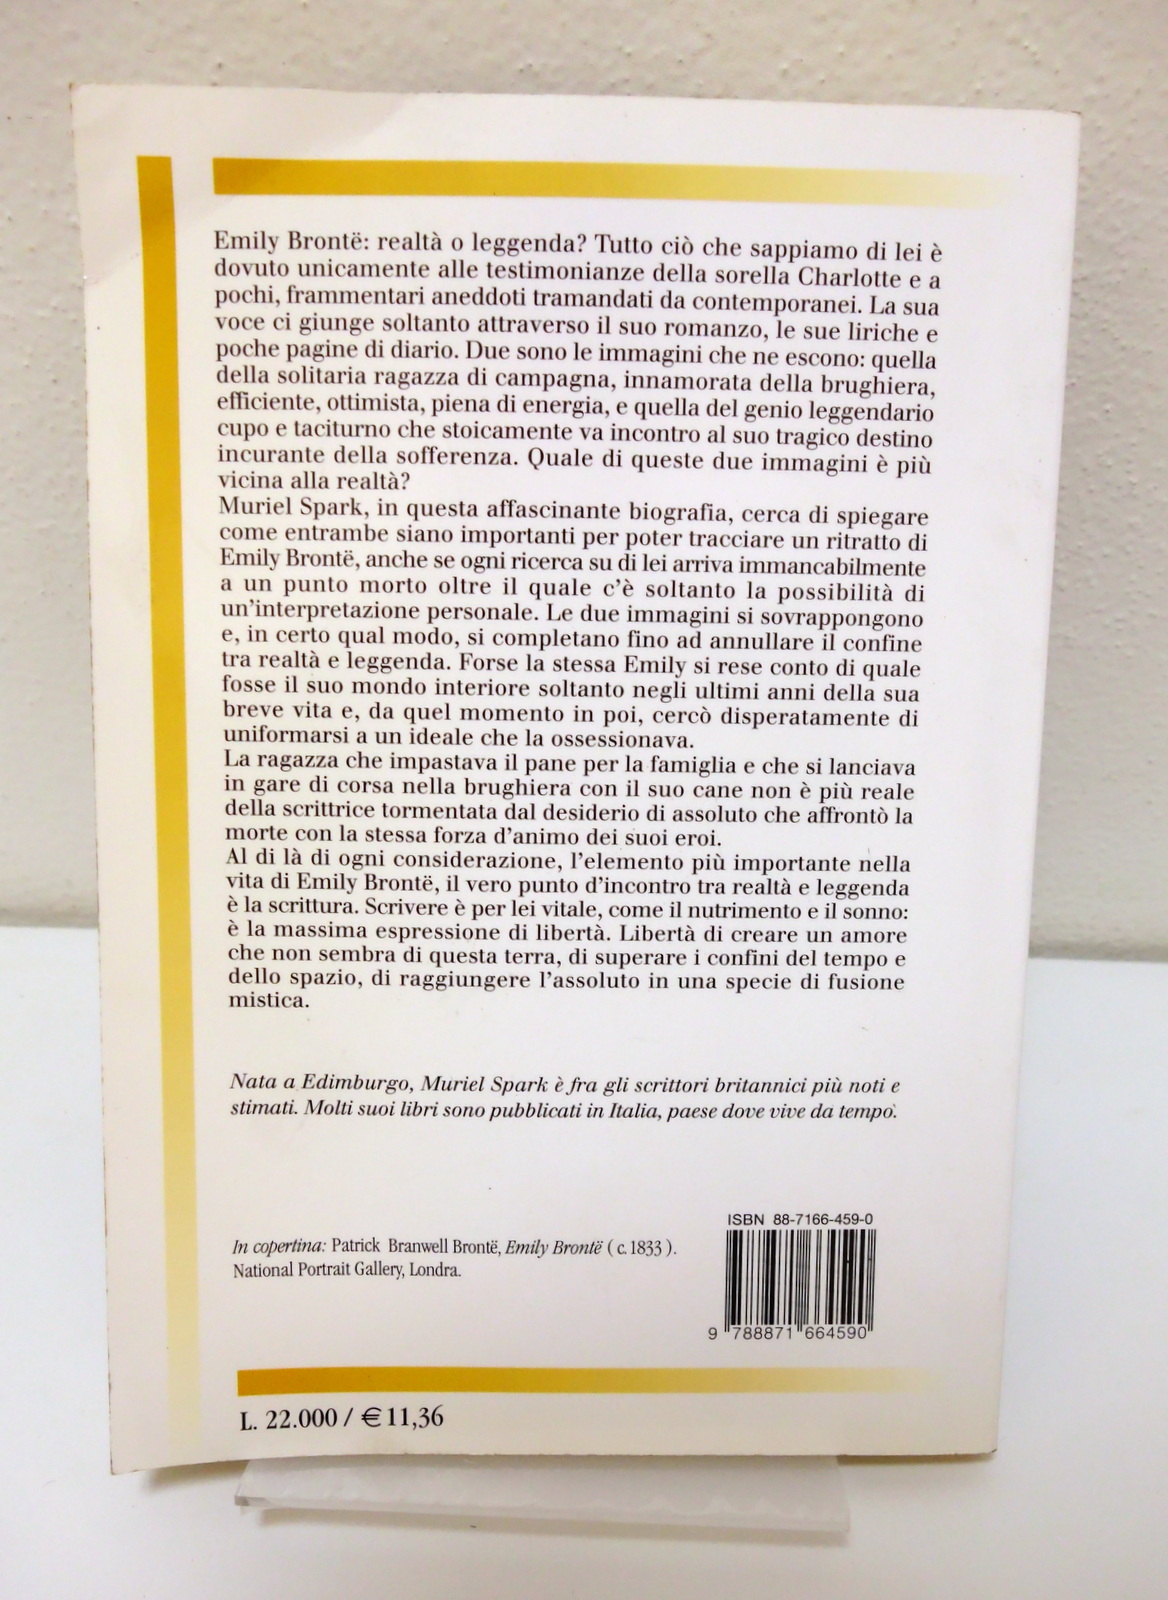 Emily Brontë: realtà o leggenda? Tutto ciò che sappiamo di lei è
dovuto unicamente alle testimonianze della sorella Charlotte e a
pochi, frammentari aneddoti tramandati da contemporanei. La sua
voce ci giunge soltanto attraverso il suo romanzo, le sue liriche e
poche pagine di diario. Due sono le immagini che ne escono: quella
della solitaria ragazza di campagna, innamorata della brughiera,
efficiente, ottimista, piena di energia, e quella del genio leggendario
cupo e taciturno che stoicamente va incontro al suo tragico destino
incurante della sofferenza. Quale di queste due immagini è più
vicina alla realtà?
Muriel Spark, in questa affascinante biografia, cerca di spiegare
come entrambe siano importanti per poter tracciare un ritratto di
Emily Brontë, anche se ogni ricerca su di lei arriva immancabilmente
a un punto morto oltre il quale c'è soltanto la possibilità di
un'interpretazione personale. Le due immagini si sovrappongono
e, in certo qual modo, si completano fino ad annullare il confine
tra realtà e leggenda. Forse la stessa Emily si rese conto di quale
fosse il suo mondo interiore soltanto negli ultimi anni della sua
breve vita e, da quel momento in poi, cercò disperatamente di
uniformarsi a un ideale che la ossessionava.
La ragazza che impastava il pane per la famiglia e che si lanciava
in gare di corsa nella brughiera con il suo cane non è più reale
della scrittrice tormentata dal desiderio di assoluto che affrontò la
morte con la stessa forza d'animo dei suoi eroi.
Al di là di ogni considerazione, l'elemento più importante nella
vita di Emily Brontë, il vero punto d'incontro tra realtà e leggenda
è la scrittura. Scrivere è per lei vitale, come il nutrimento e il sonno:
è la massima espressione di libertà. Libertà di creare un amore
che non sembra di questa terra, di superare i confini del tempo e
dello spazio, di raggiungere l'assoluto in una specie di fusione
mistica.
Nata a Edimburgo, Muriel Spark è fra gli scrittori britannici più noti e
stimati. Molti suoi libri sono pubblicati in Italia, paese dove vive da tempo.
ISBN 88-7166-459-0
In copertina: Patrick Branwell Brontë, Emily Brontë ( c. 1833 ).
National Portrait Gallery, Londra.
9 788871 664590
L. 22.000 / € 11,36